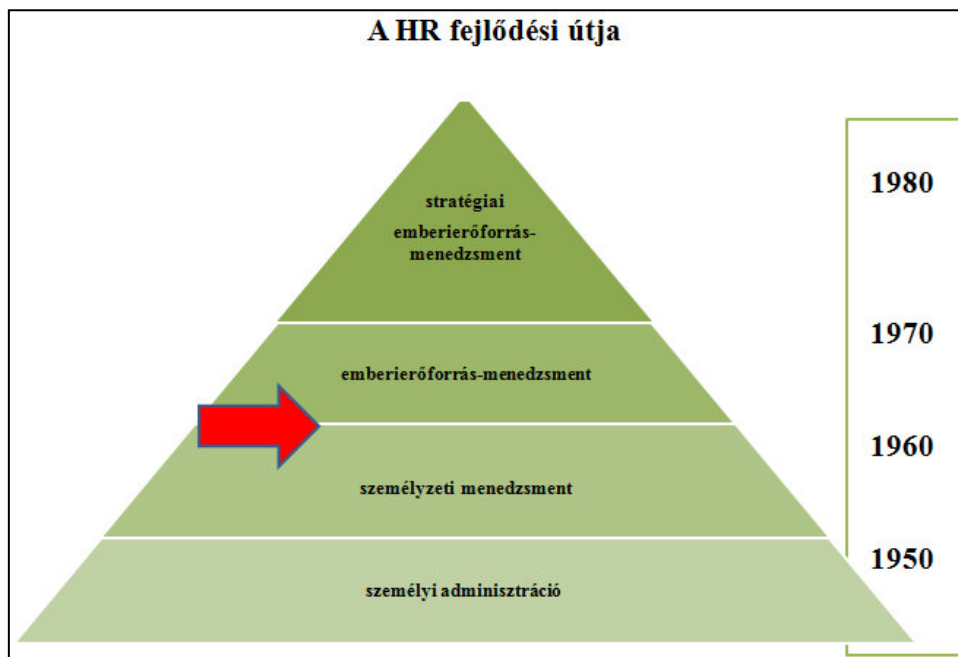 A HR fejlődési útja
stratégiai
emberierőforrás-
menedzsment
1980
1970
emberierőforrás-menedzsment
1960
személyzeti menedzsment
1950
személyi adminisztráció